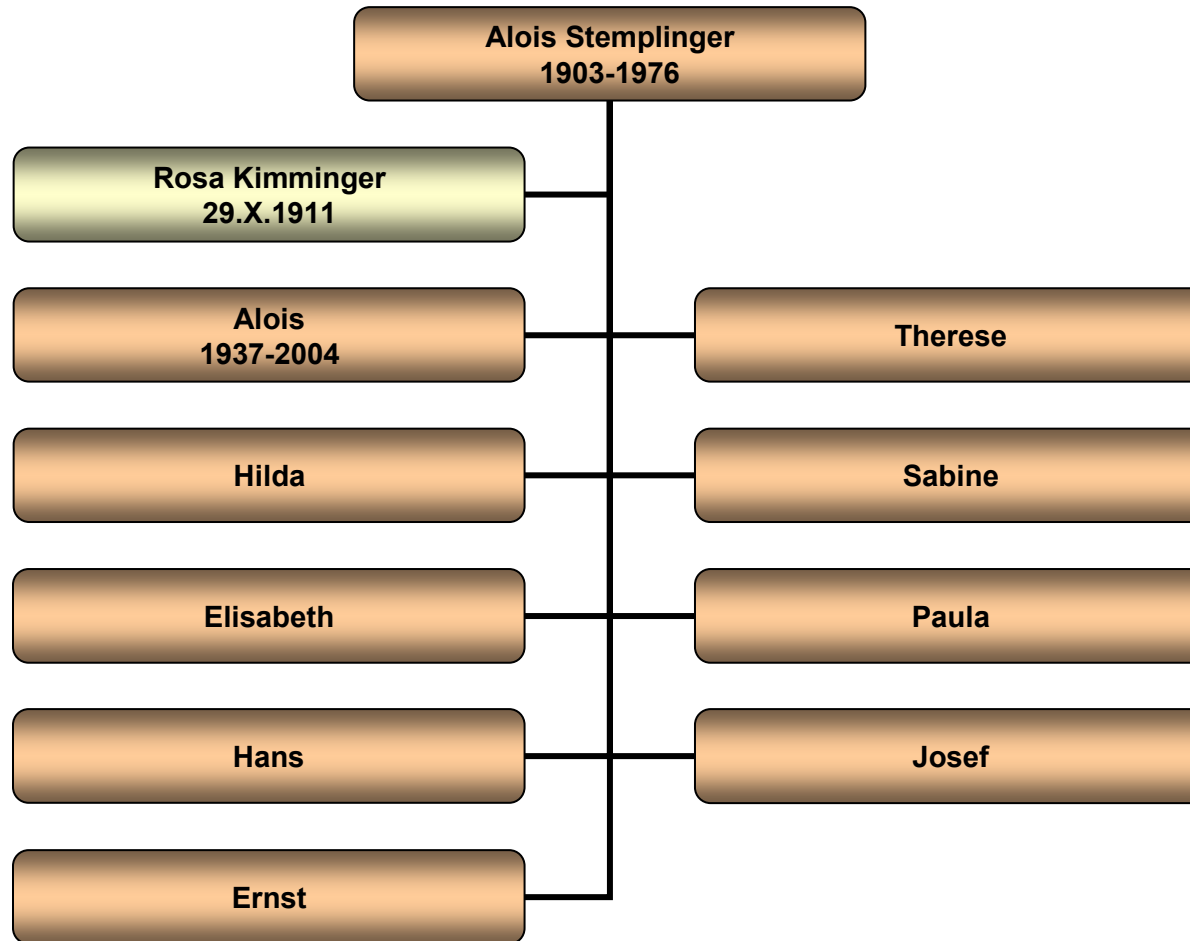 Alois Stemplinger
1903-1976
Rosa Kimminger
29.X.1911
Alois
1937-2004
Therese
Hilda
Sabine
Elisabeth
Paula
Hans
Josef
Ernst